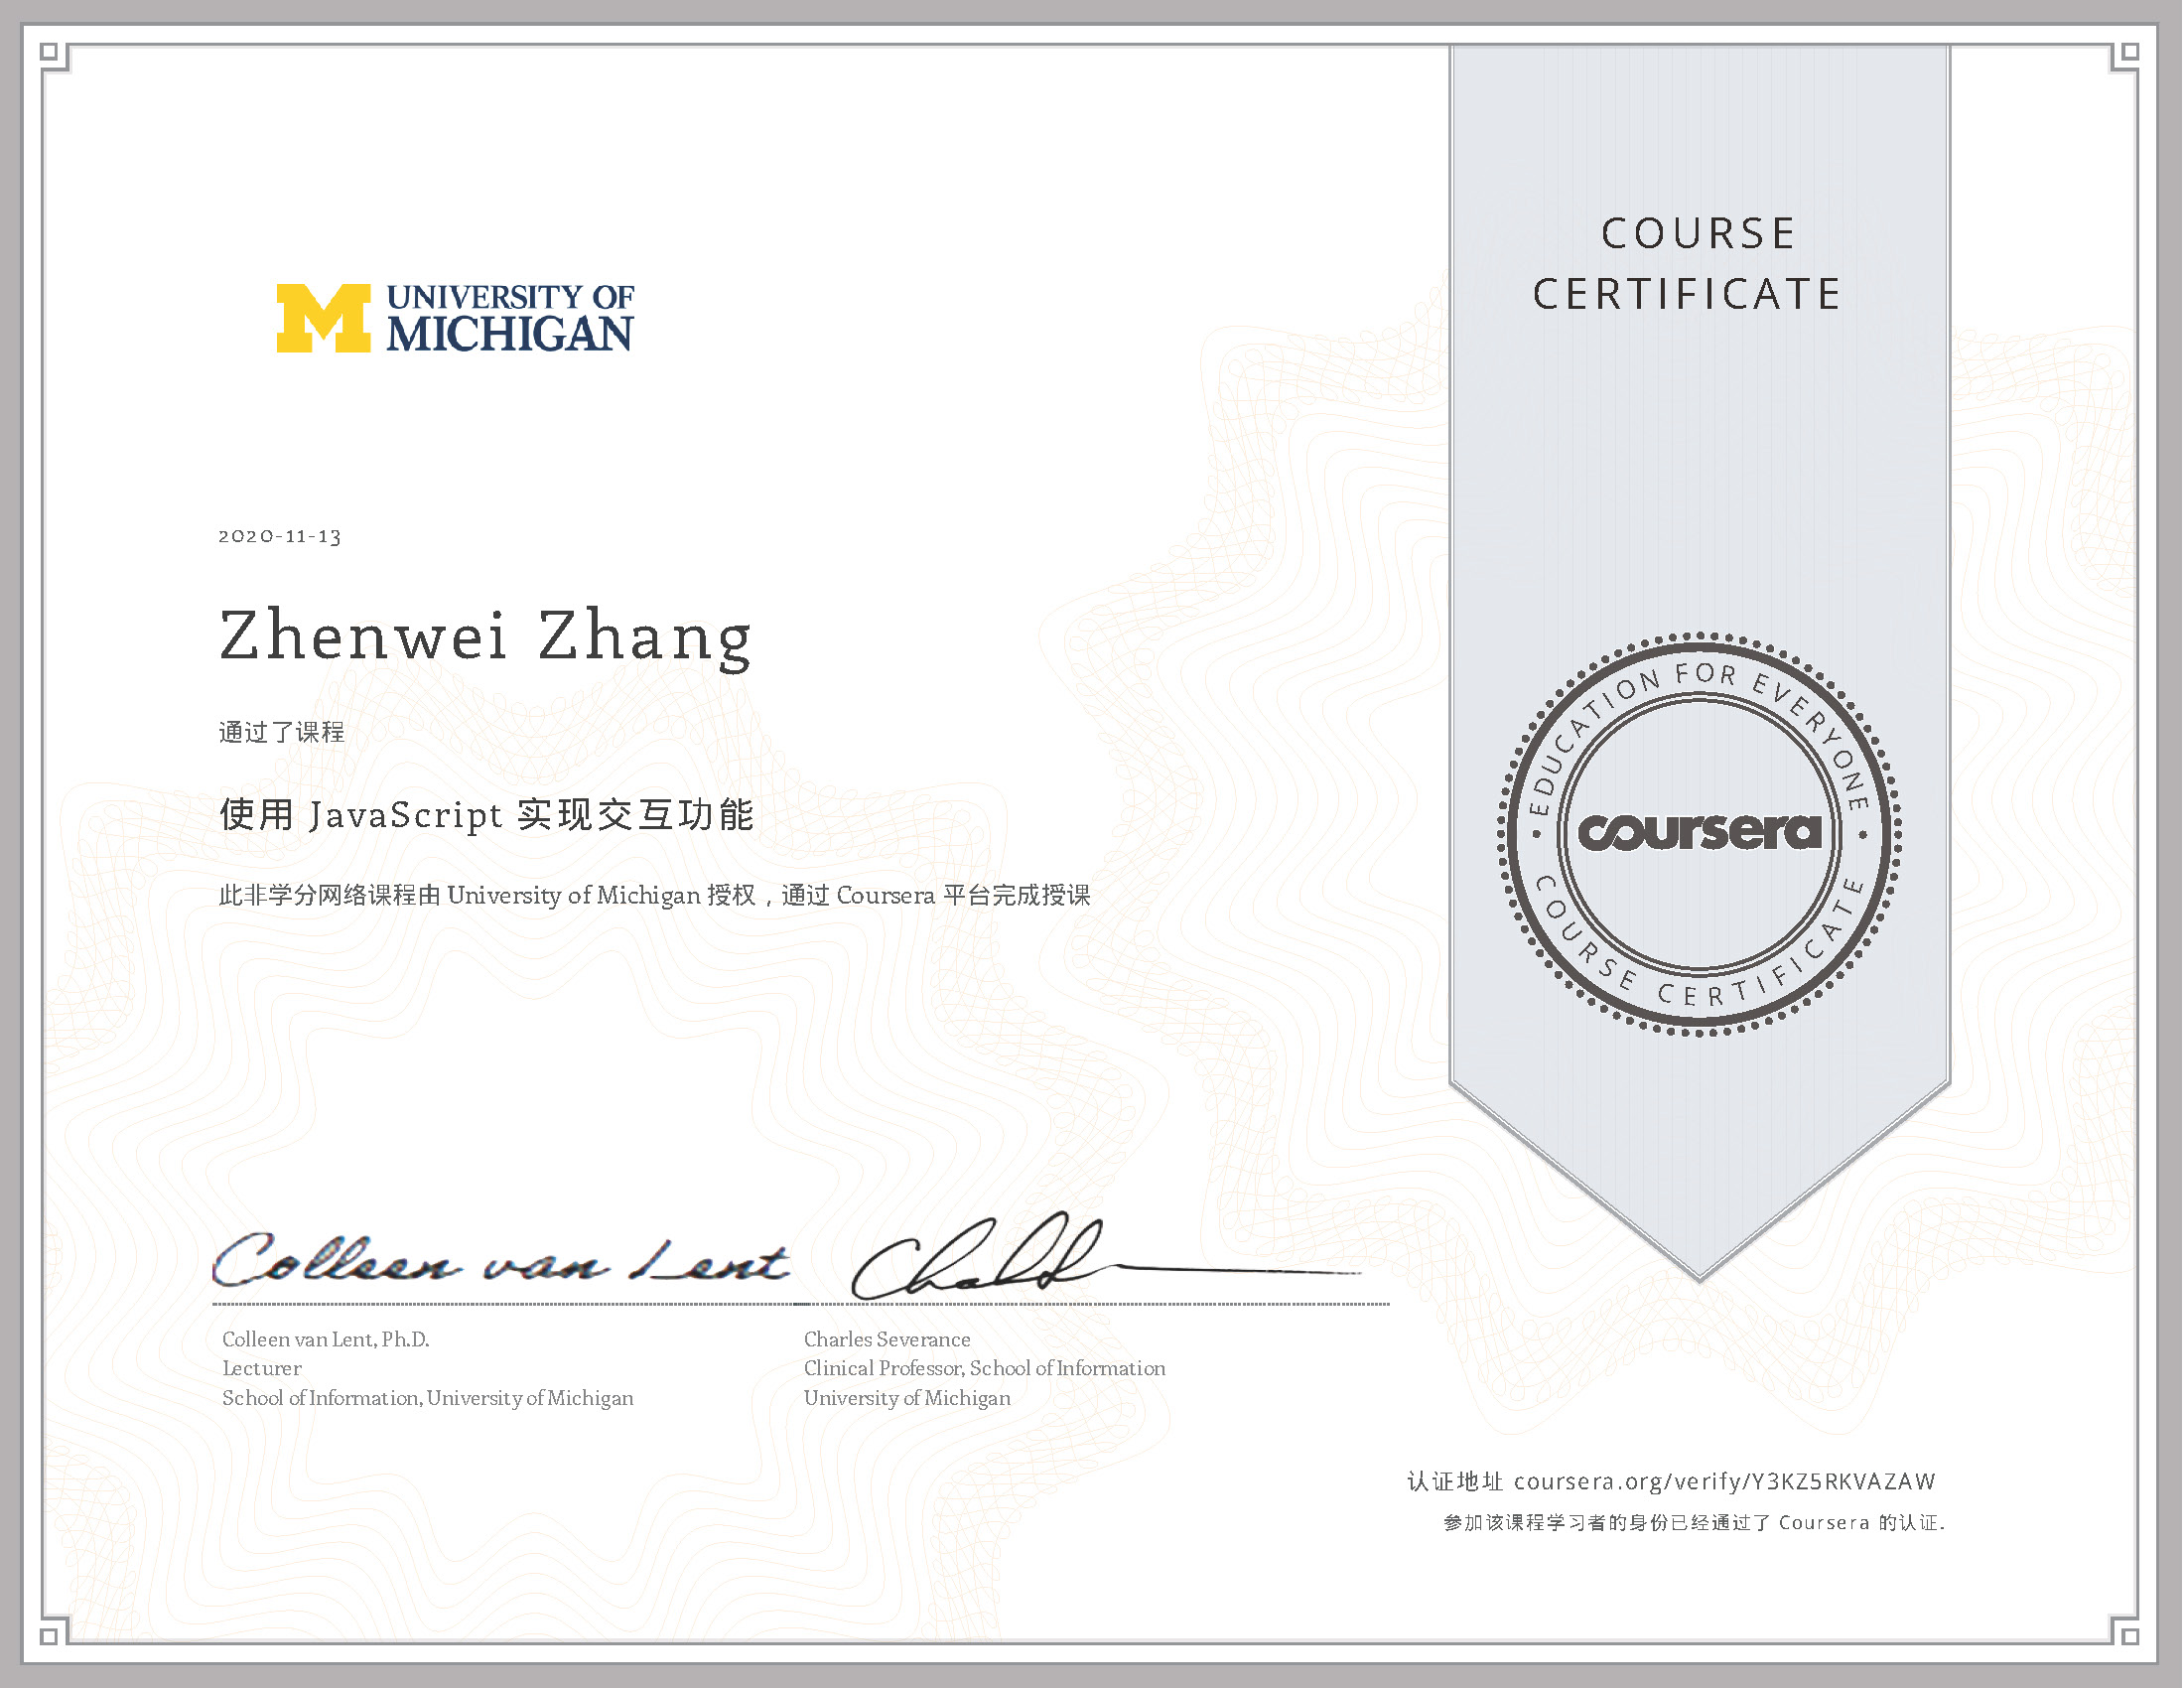 UNIVERSITY OF
MICHIGAN
COURSE
CERTIFICATE
2020-11-13
Zhenwei Zhang
通过了课程
使用 JavaScript 实现交互功能
此非学分网络课程由 University of Michigan 授权，通过 Coursera 平台完成授课
EDUCATION FOR EVERYONE
coursera
COURSE CERTIFICATE
Colleen van Lent
Colleen van Lent, Ph.D.
Lecturer
School of Information, University of Michigan
Charles Severance
Clinical Professor, School of Information
University of Michigan
认证地址 coursera.org/verify/Y3KZ5RKVAZAW
参加该课程学习者的身份已经通过了 Coursera 的认证.